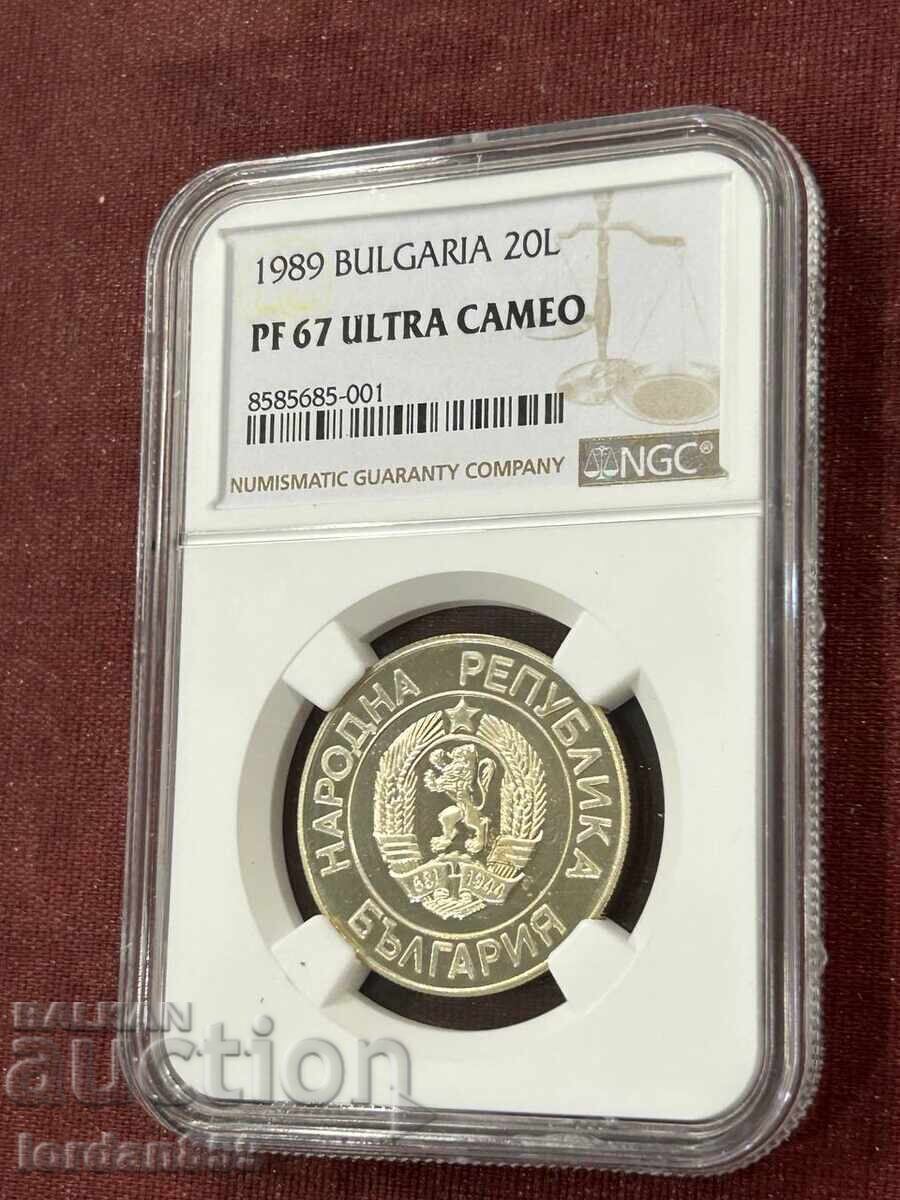 1989 BULGARIA 20L
PF 67 ULTRA CAMEO
8585685-001
NUMISMATIC GUARANTY COMPANY
NGC®
НАРОДНА РЕПУБЛИКА
681 1944
БЪЛГАРИЯ
BALKAN
auction
lordan659